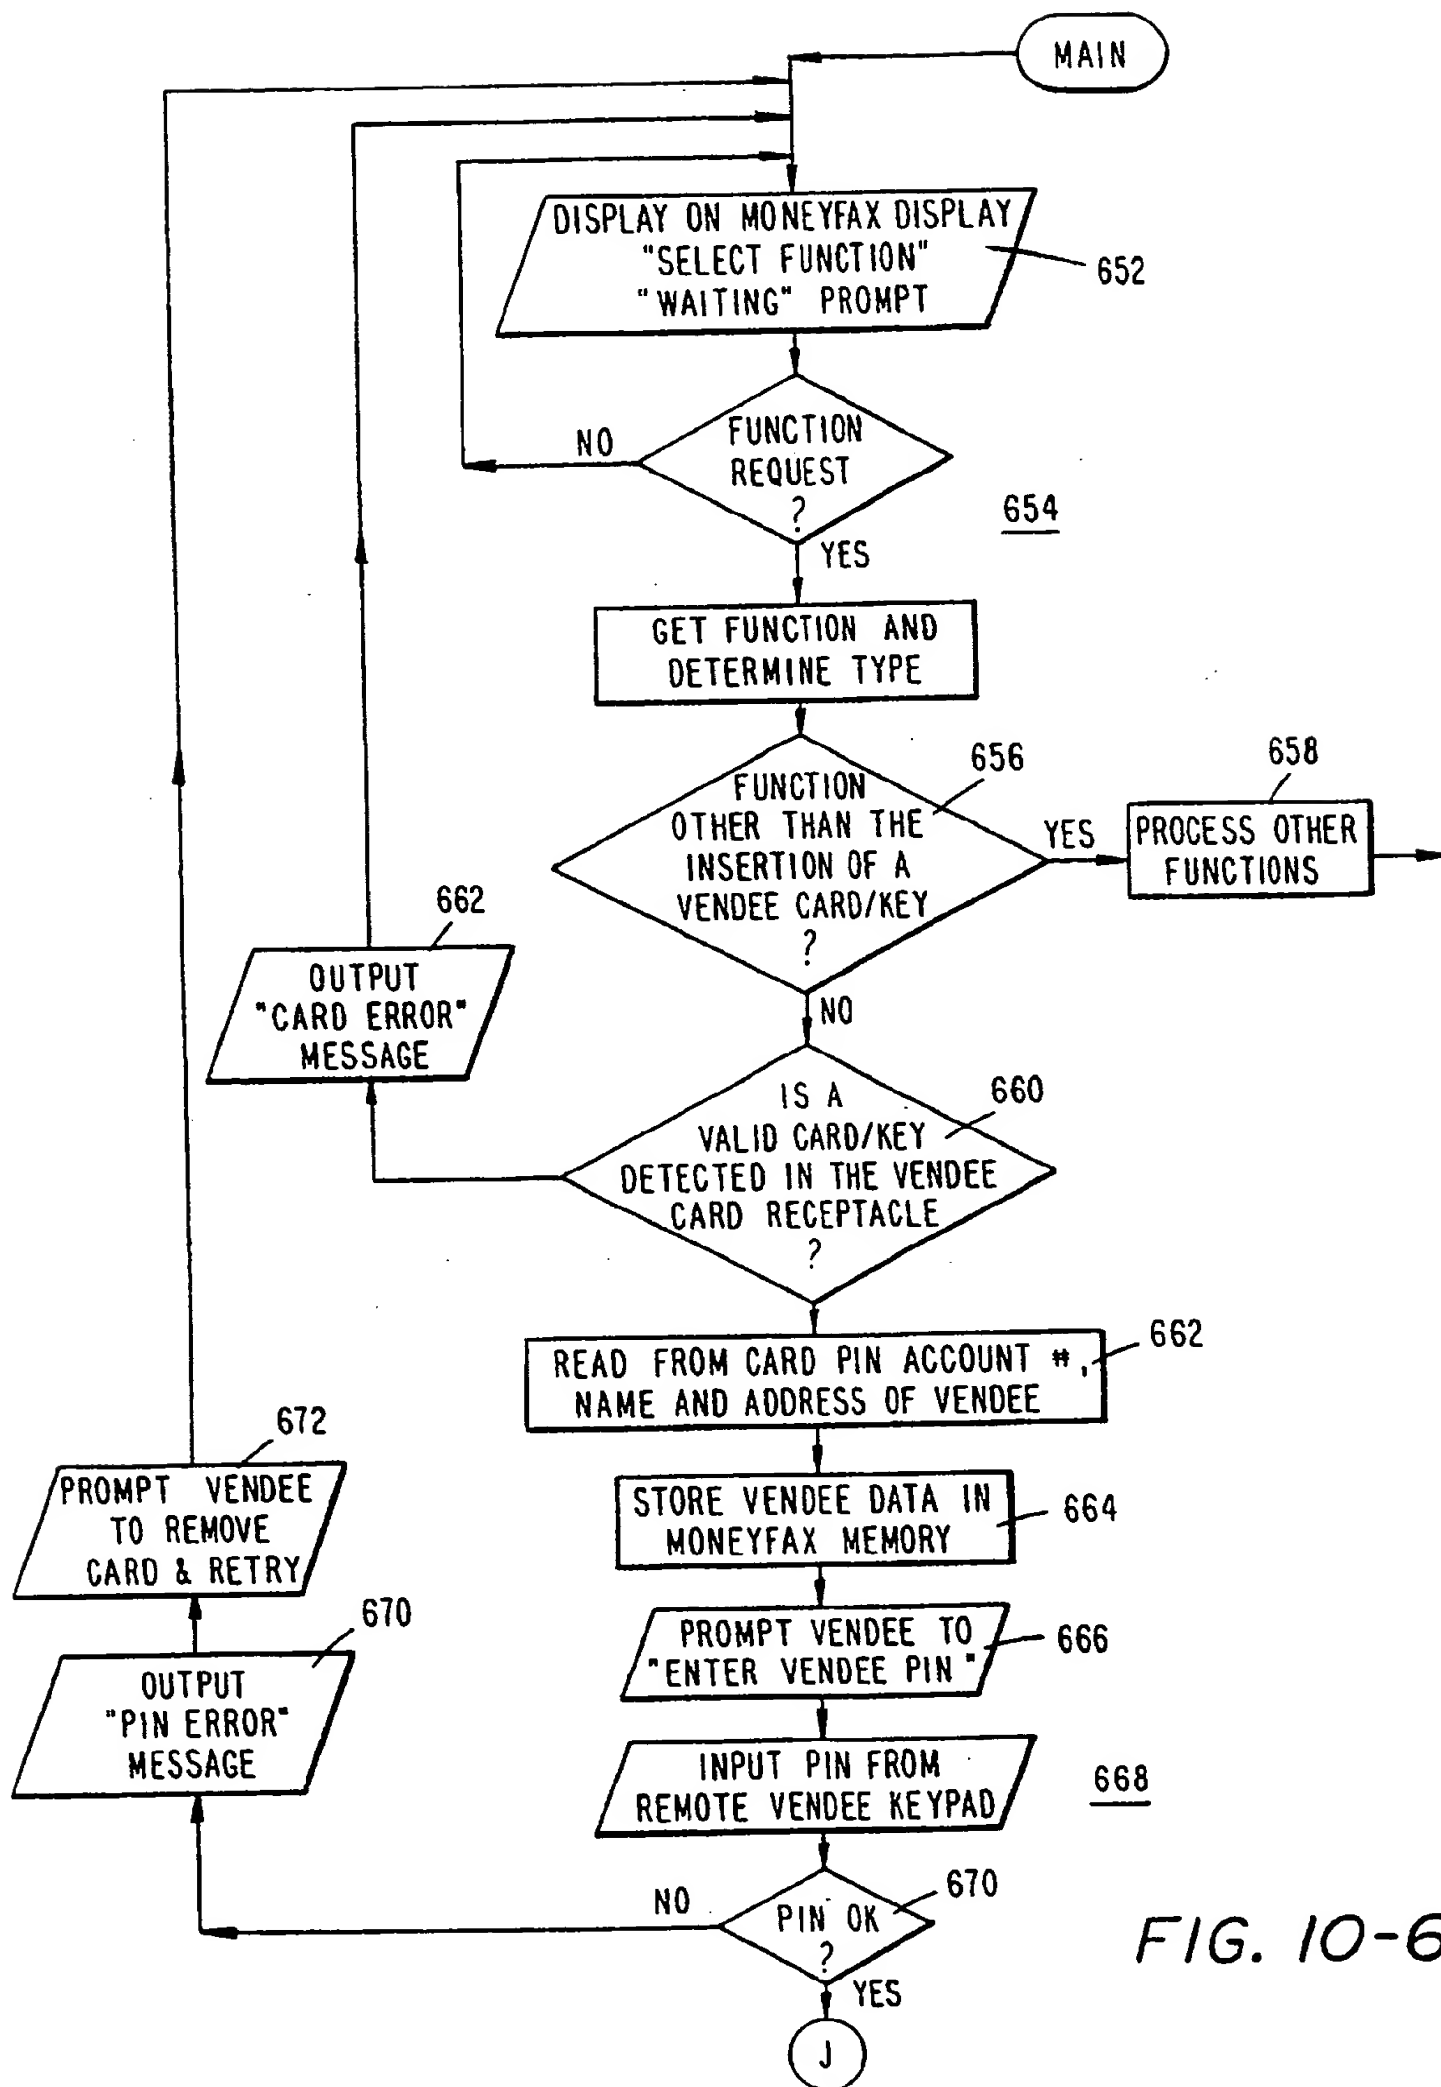 MAIN
DISPLAY ON MONEYFAX DISPLAY
"SELECT FUNCTION"
"WAITING" PROMPT
652
FUNCTION
REQUEST
?
NO
654
YES
GET FUNCTION AND
DETERMINE TYPE
656
FUNCTION
OTHER THAN THE
INSERTION OF A
VENDEE CARD/KEY
?
YES
658
PROCESS OTHER
FUNCTIONS
NO
662
OUTPUT
"CARD ERROR"
MESSAGE
660
IS A
VALID CARD/KEY
DETECTED IN THE VENDEE
CARD RECEPTACLE
?
READ FROM CARD PIN ACCOUNT #,
NAME AND ADDRESS OF VENDEE
662
STORE VENDEE DATA IN
MONEYFAX MEMORY
664
PROMPT VENDEE TO
"ENTER VENDEE PIN"
666
INPUT PIN FROM
REMOTE VENDEE KEYPAD
668
672
PROMPT VENDEE
TO REMOVE
CARD & RETRY
670
OUTPUT
"PIN ERROR"
MESSAGE
NO
PIN OK
?
670
YES
J
FIG. 10-6